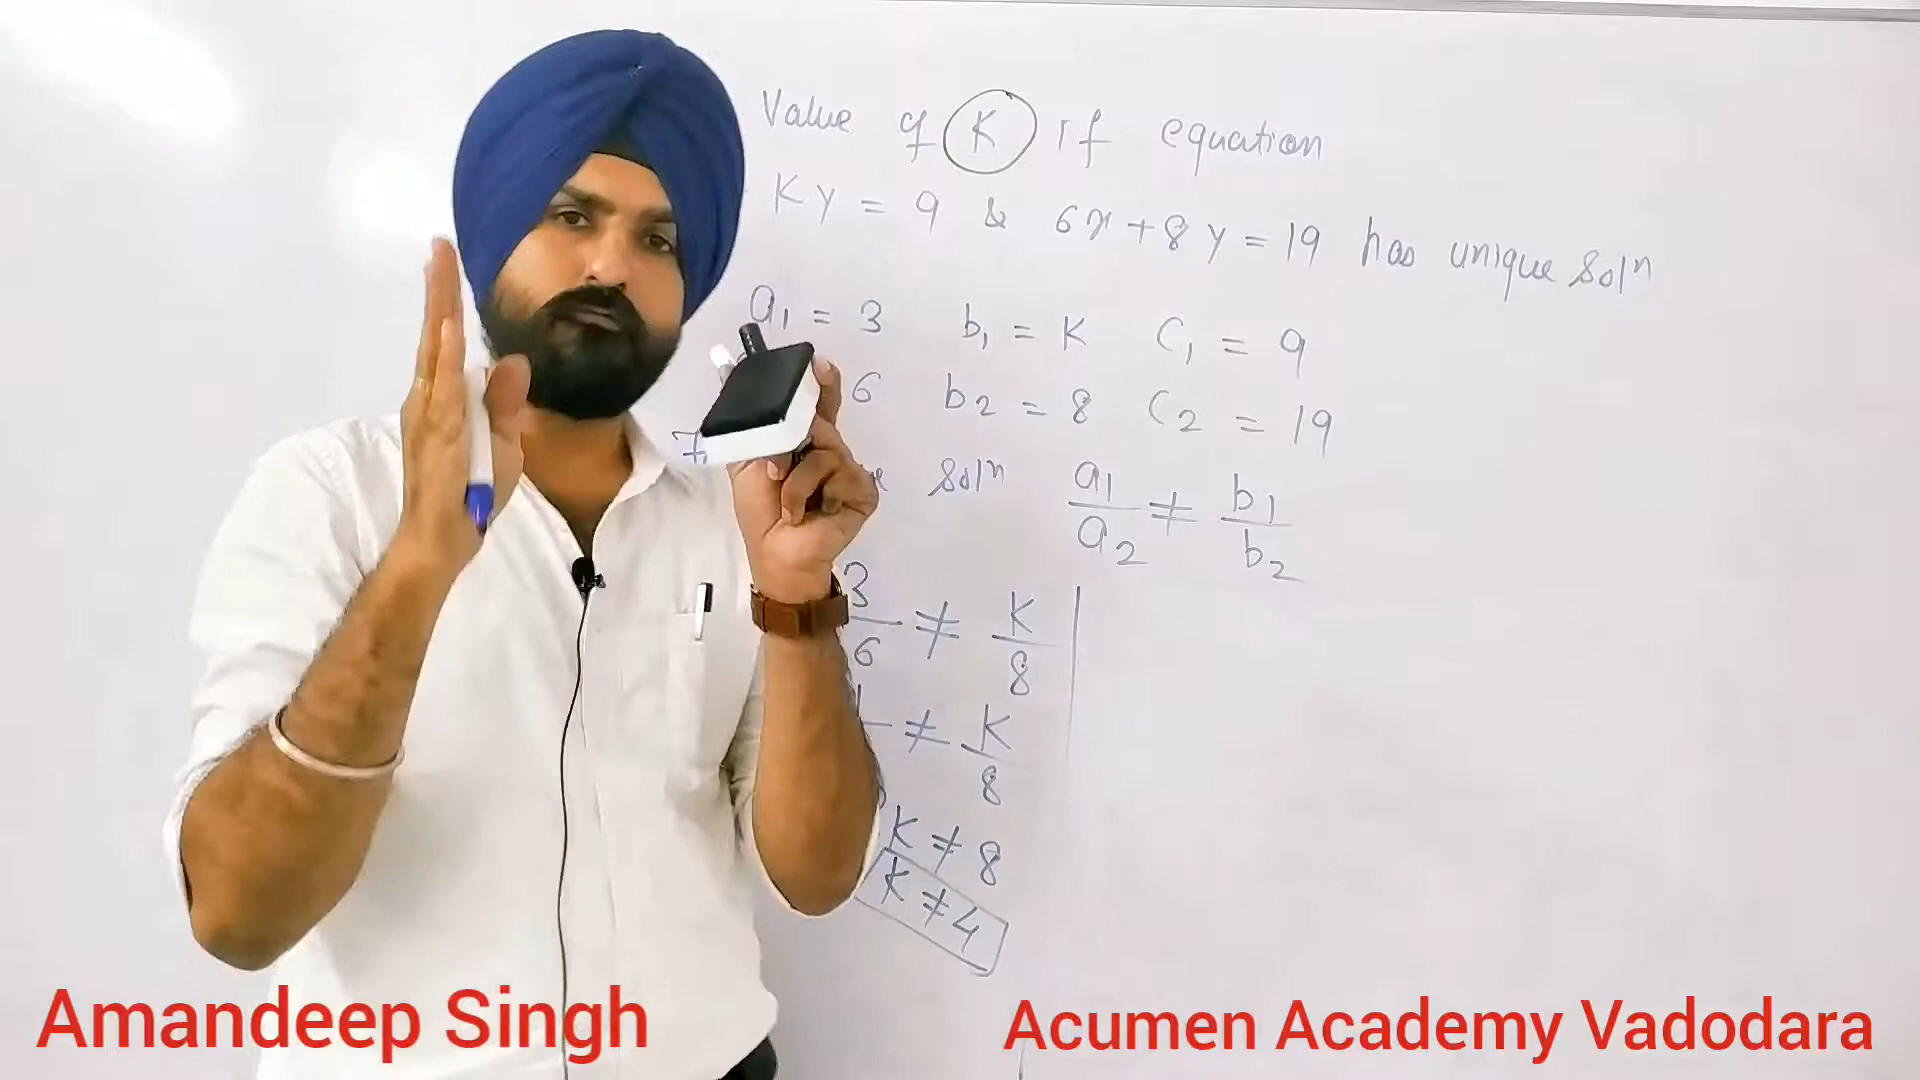 Value of K if equation
Ky = 9 & 6x + 8y = 19 has unique solⁿ
a₁ = 3 b₁ = K C₁ = 9
6 b₂ = 8 C₂ = 19
solⁿ a₁/a₂ ≠ b₁/b₂
3/6 ≠ K/8
≠ K/8
K ≠ 8
K ≠ 4
Amandeep Singh
Acumen Academy Vadodara